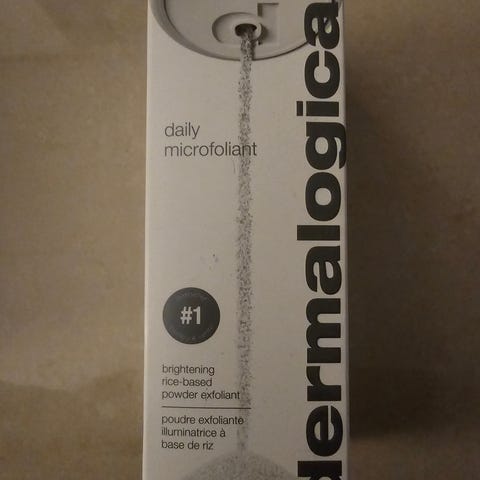 daily
microfoliant
#1
brightening
rice-based
powder exfoliant
poudre exfoliante
illuminatrice à
base de riz
dermalogica